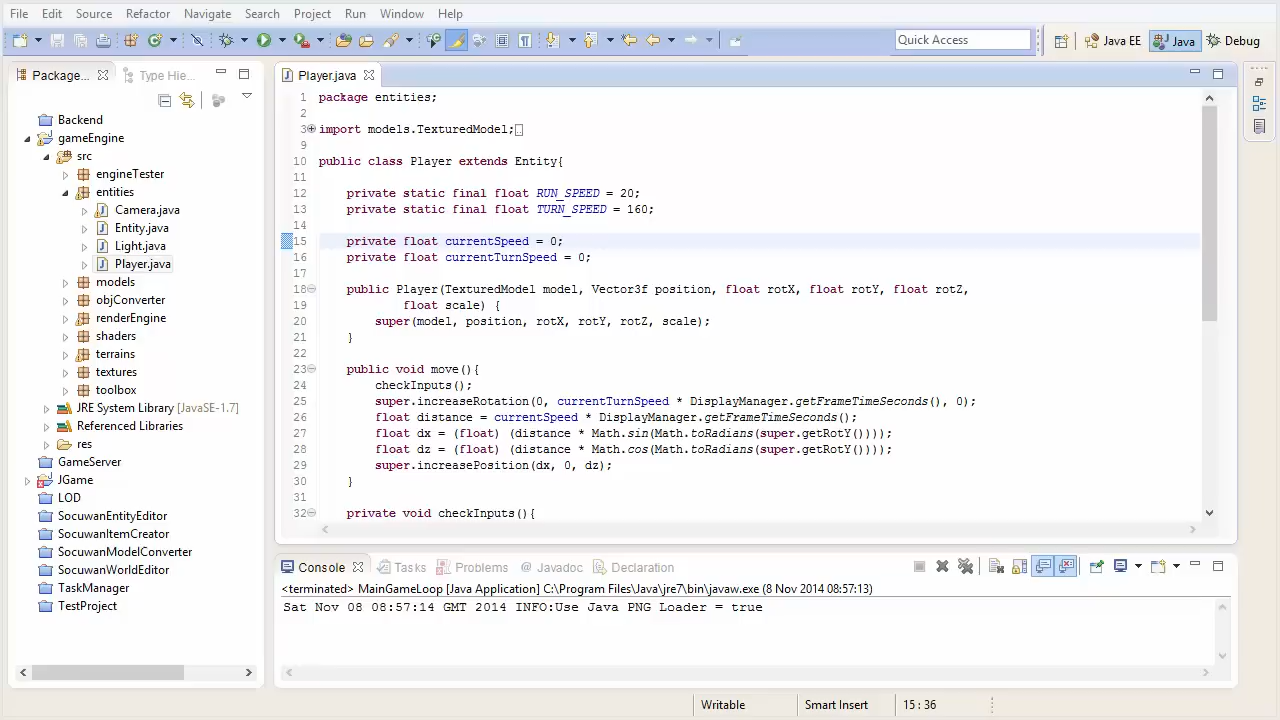 File Edit Source Refactor Navigate Search Project Run Window Help
Quick Access
Java EE
Java
Debug
Package...
Type Hie...
Backend
gameEngine
src
engineTester
entities
Camera.java
Entity.java
Light.java
Player.java
models
objConverter
renderEngine
shaders
terrains
textures
toolbox
JRE System Library [JavaSE-1.7]
Referenced Libraries
res
GameServer
JGame
LOD
SocuwanEntityEditor
SocuwanItemCreator
SocuwanModelConverter
SocuwanWorldEditor
TaskManager
TestProject
Player.java
1 package entities;
2
3 import models.TexturedModel;
9
10 public class Player extends Entity{
11
12 private static final float RUN_SPEED = 20;
13 private static final float TURN_SPEED = 160;
14
15 private float currentSpeed = 0;
16 private float currentTurnSpeed = 0;
17
18 public Player(TexturedModel model, Vector3f position, float rotX, float rotY, float rotZ,
19 float scale) {
20 super(model, position, rotX, rotY, rotZ, scale);
21 }
22
23 public void move(){
24 checkInputs();
25 super.increaseRotation(0, currentTurnSpeed * DisplayManager.getFrameTimeSeconds(), 0);
26 float distance = currentSpeed * DisplayManager.getFrameTimeSeconds();
27 float dx = (float) (distance * Math.sin(Math.toRadians(super.getRotY())));
28 float dz = (float) (distance * Math.cos(Math.toRadians(super.getRotY())));
29 super.increasePosition(dx, 0, dz);
30 }
31
32 private void checkInputs(){
Console Tasks Problems @ Javadoc Declaration
<terminated> MainGameLoop [Java Application] C:\Program Files\Java\jre7\bin\javaw.exe (8 Nov 2014 08:57:13)
Sat Nov 08 08:57:14 GMT 2014 INFO:Use Java PNG Loader = true
Writable
Smart Insert
15 : 36